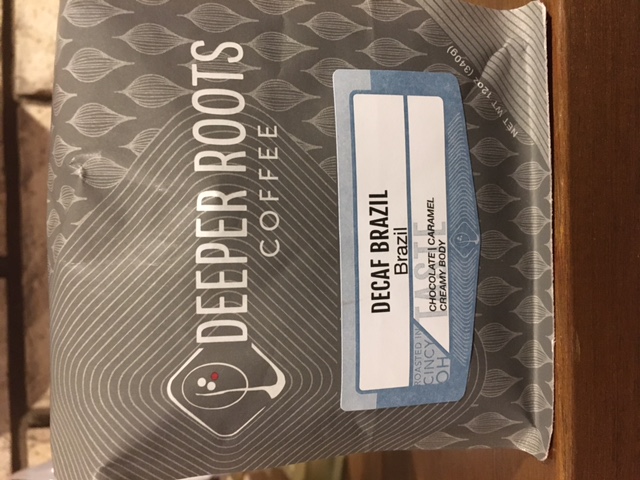 DEEPER ROOTS
COFFEE
DECAF BRAZIL
Brazil
TASTE
CHOCOLATE | CARAMEL
CREAMY BODY
ROASTED IN
CINCY
OH
NET WT 12oz (340g)